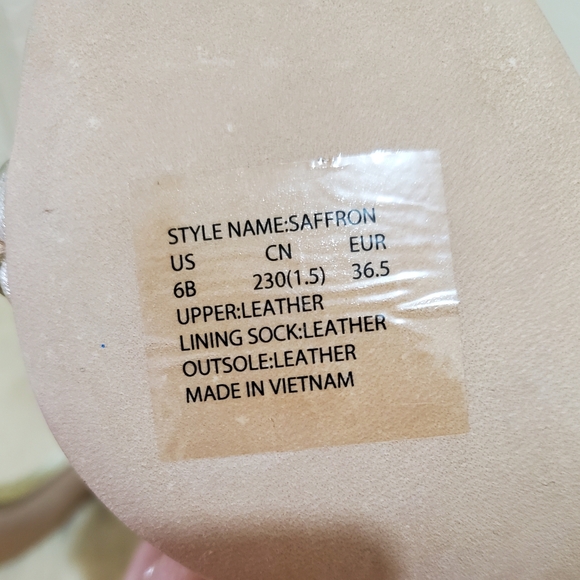 STYLE NAME:SAFFRON
US CN EUR
6B 230(1.5) 36.5
UPPER:LEATHER
LINING SOCK:LEATHER
OUTSOLE:LEATHER
MADE IN VIETNAM